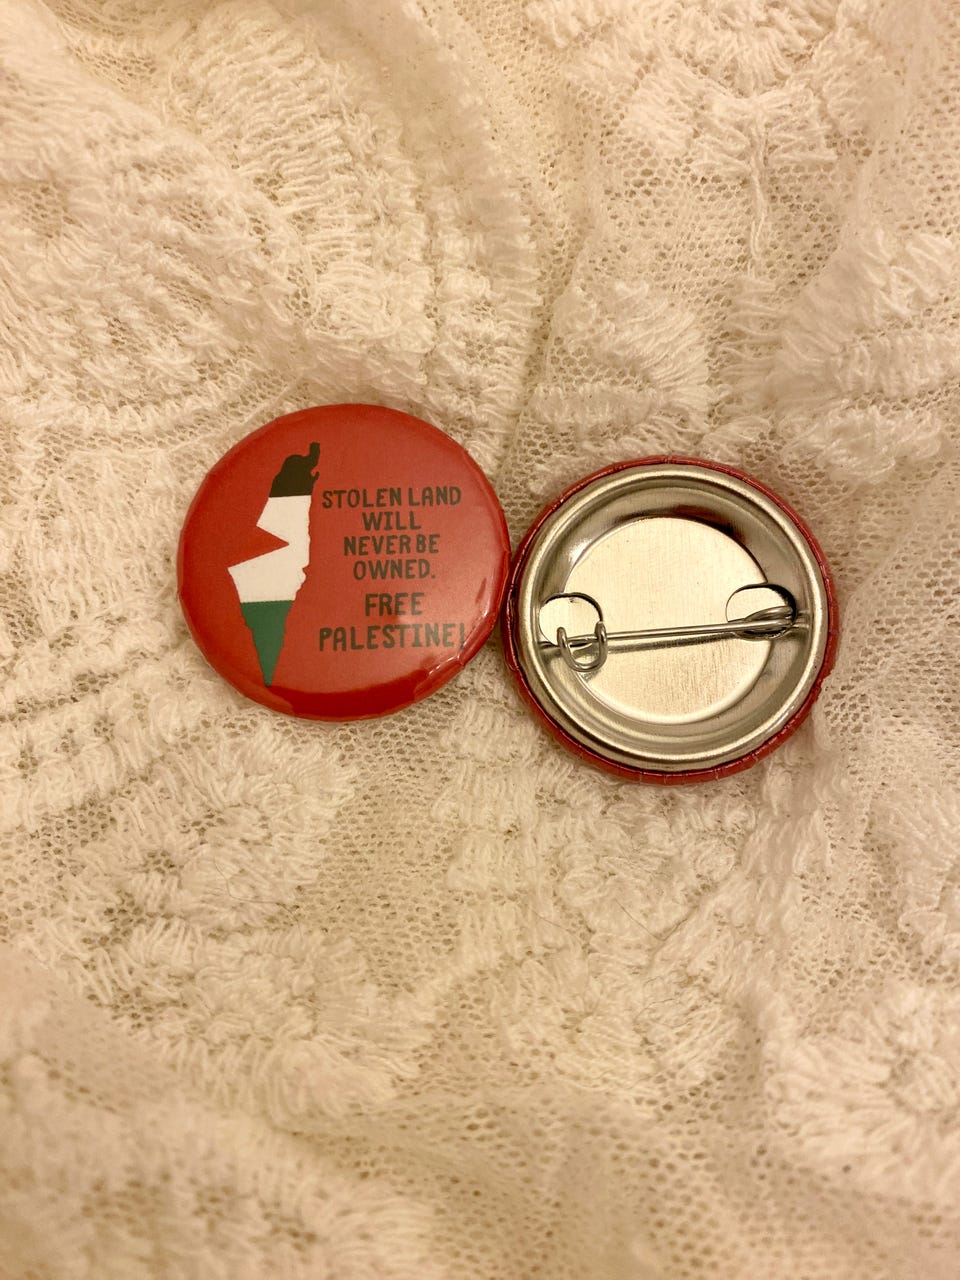 STOLEN LAND
WILL
NEVER BE
OWNED.
FREE
PALESTINE!